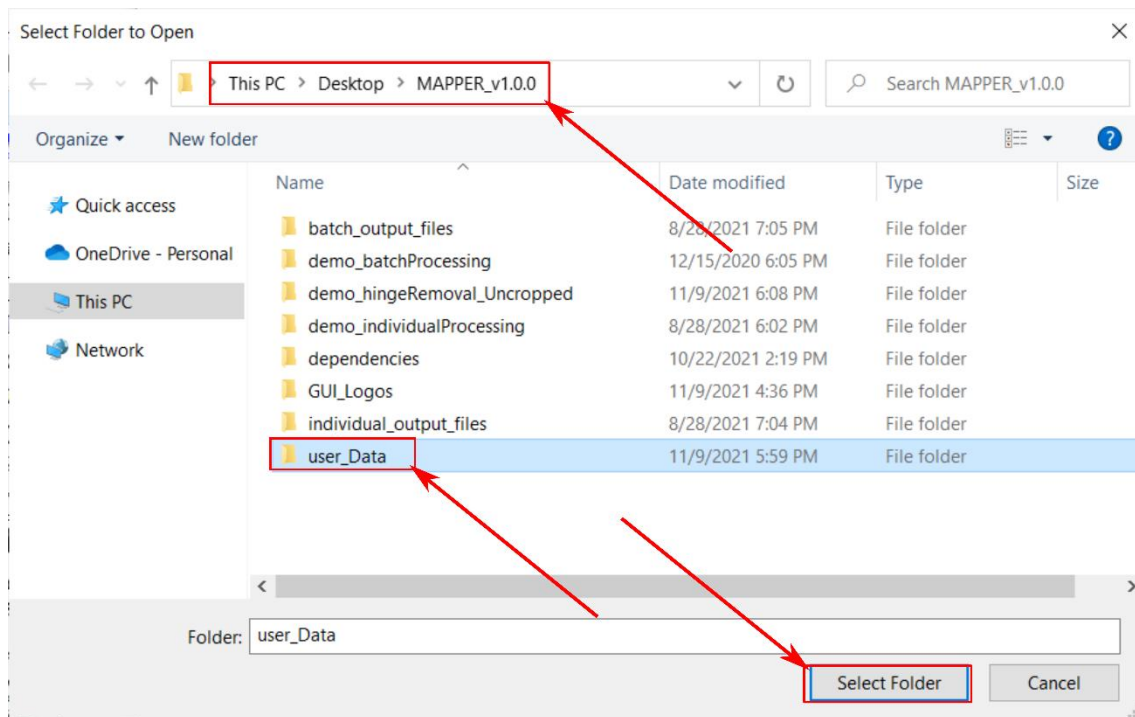 Select Folder to Open
This PC > Desktop > MAPPER_v1.0.0
Search MAPPER_v1.0.0
Organize
New folder
Name Date modified Type Size
Quick access
OneDrive - Personal
This PC
Network
batch_output_files 8/28/2021 7:05 PM File folder
demo_batchProcessing 12/15/2020 6:05 PM File folder
demo_hingeRemoval_Uncropped 11/9/2021 6:08 PM File folder
demo_individualProcessing 8/28/2021 6:02 PM File folder
dependencies 10/22/2021 2:19 PM File folder
GUI_Logos 11/9/2021 4:36 PM File folder
individual_output_files 8/28/2021 7:04 PM File folder
user_Data 11/9/2021 5:59 PM File folder
Folder: user_Data
Select Folder
Cancel